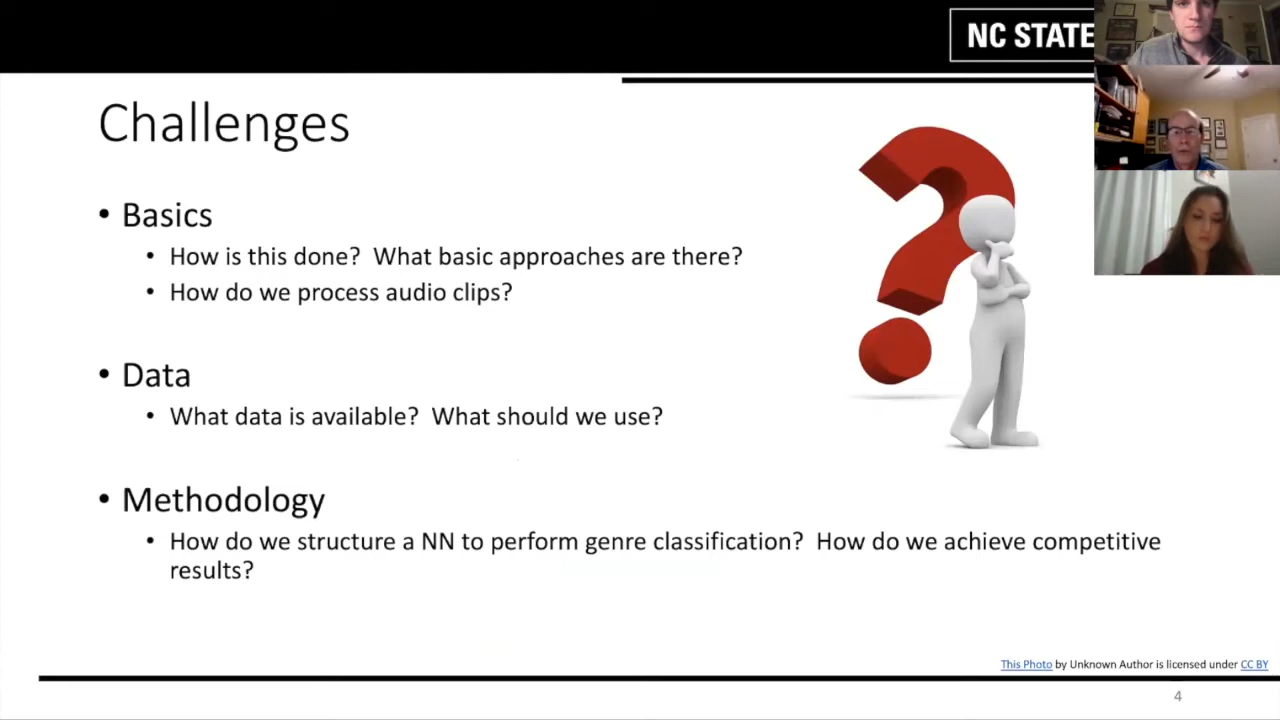 NC STATE
Challenges
• Basics
• How is this done? What basic approaches are there?
• How do we process audio clips?
• Data
• What data is available? What should we use?
• Methodology
• How do we structure a NN to perform genre classification? How do we achieve competitive
results?
This Photo by Unknown Author is licensed under CC BY
4